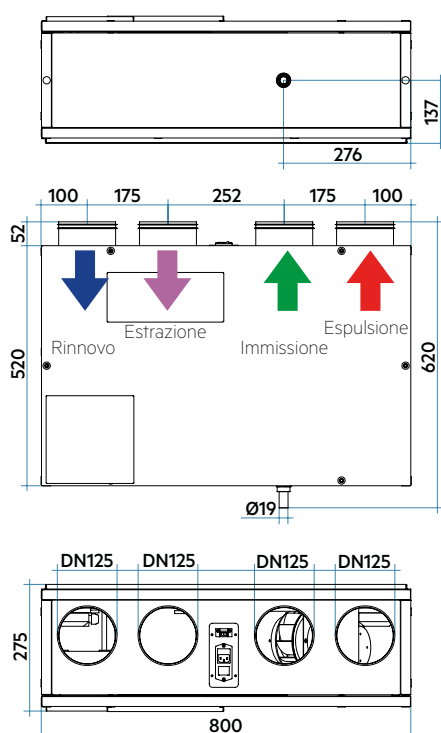 137
276
100 175 252 175 100
52
520
620
Rinnovo
Estrazione
Immissione
Espulsione
Ø19
DN125 DN125 DN125 DN125
275
800